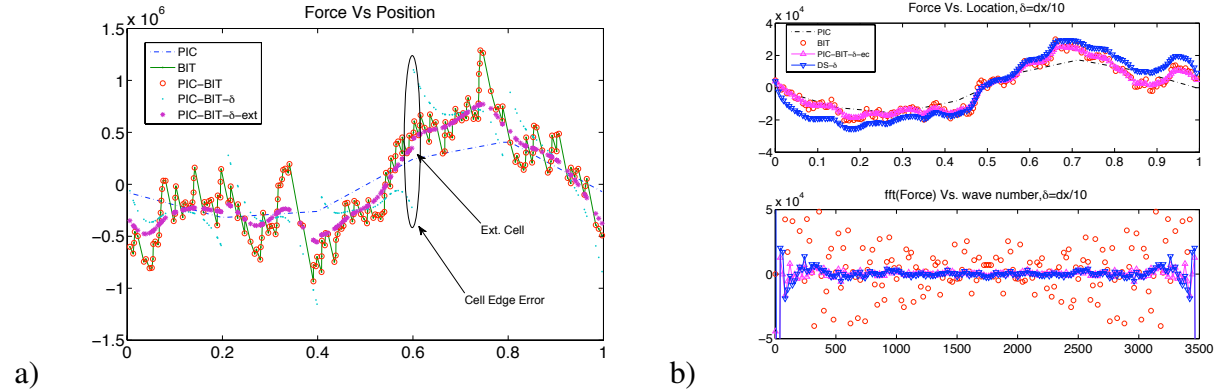 Force Vs Position
x 10^6
1.5
1
0.5
0
−0.5
−1
−1.5
0
0.2
0.4
0.6
0.8
1
PIC
BIT
PIC−BIT
PIC−BIT−δ
PIC−BIT−δ−ext
Ext. Cell
Cell Edge Error
a)
Force Vs. Location,δ=dx/10
x 10^4
4
2
0
−2
−4
0
0.1
0.2
0.3
0.4
0.5
0.6
0.7
0.8
0.9
1
PIC
BIT
PIC−BIT−δ−ec
DS−δ
fft(Force) Vs. wave number,δ=dx/10
x 10^4
5
0
−5
0
500
1000
1500
2000
2500
3000
3500
b)